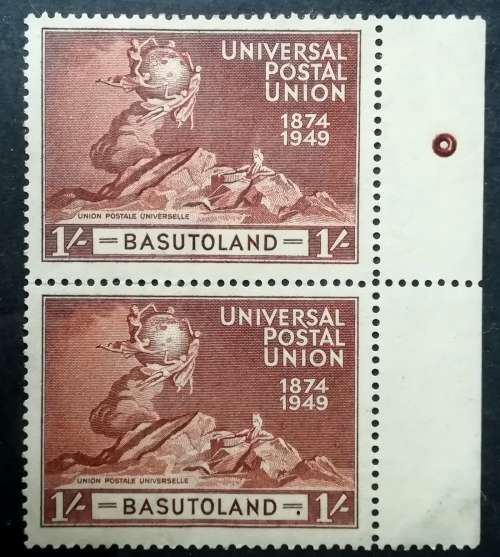 UNIVERSAL
POSTAL
UNION
1874
1949
UNION POSTALE UNIVERSELLE
1/- = BASUTOLAND = 1/-
UNIVERSAL
POSTAL
UNION
1874
1949
UNION POSTALE UNIVERSELLE
1/- BASUTOLAND 1/-